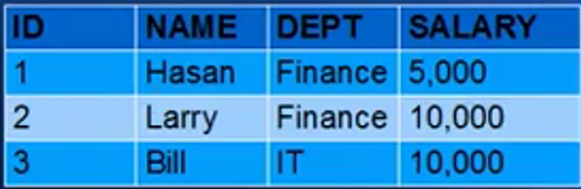 ID NAME DEPT SALARY
1 Hasan Finance 5,000
2 Larry Finance 10,000
3 Bill IT 10,000